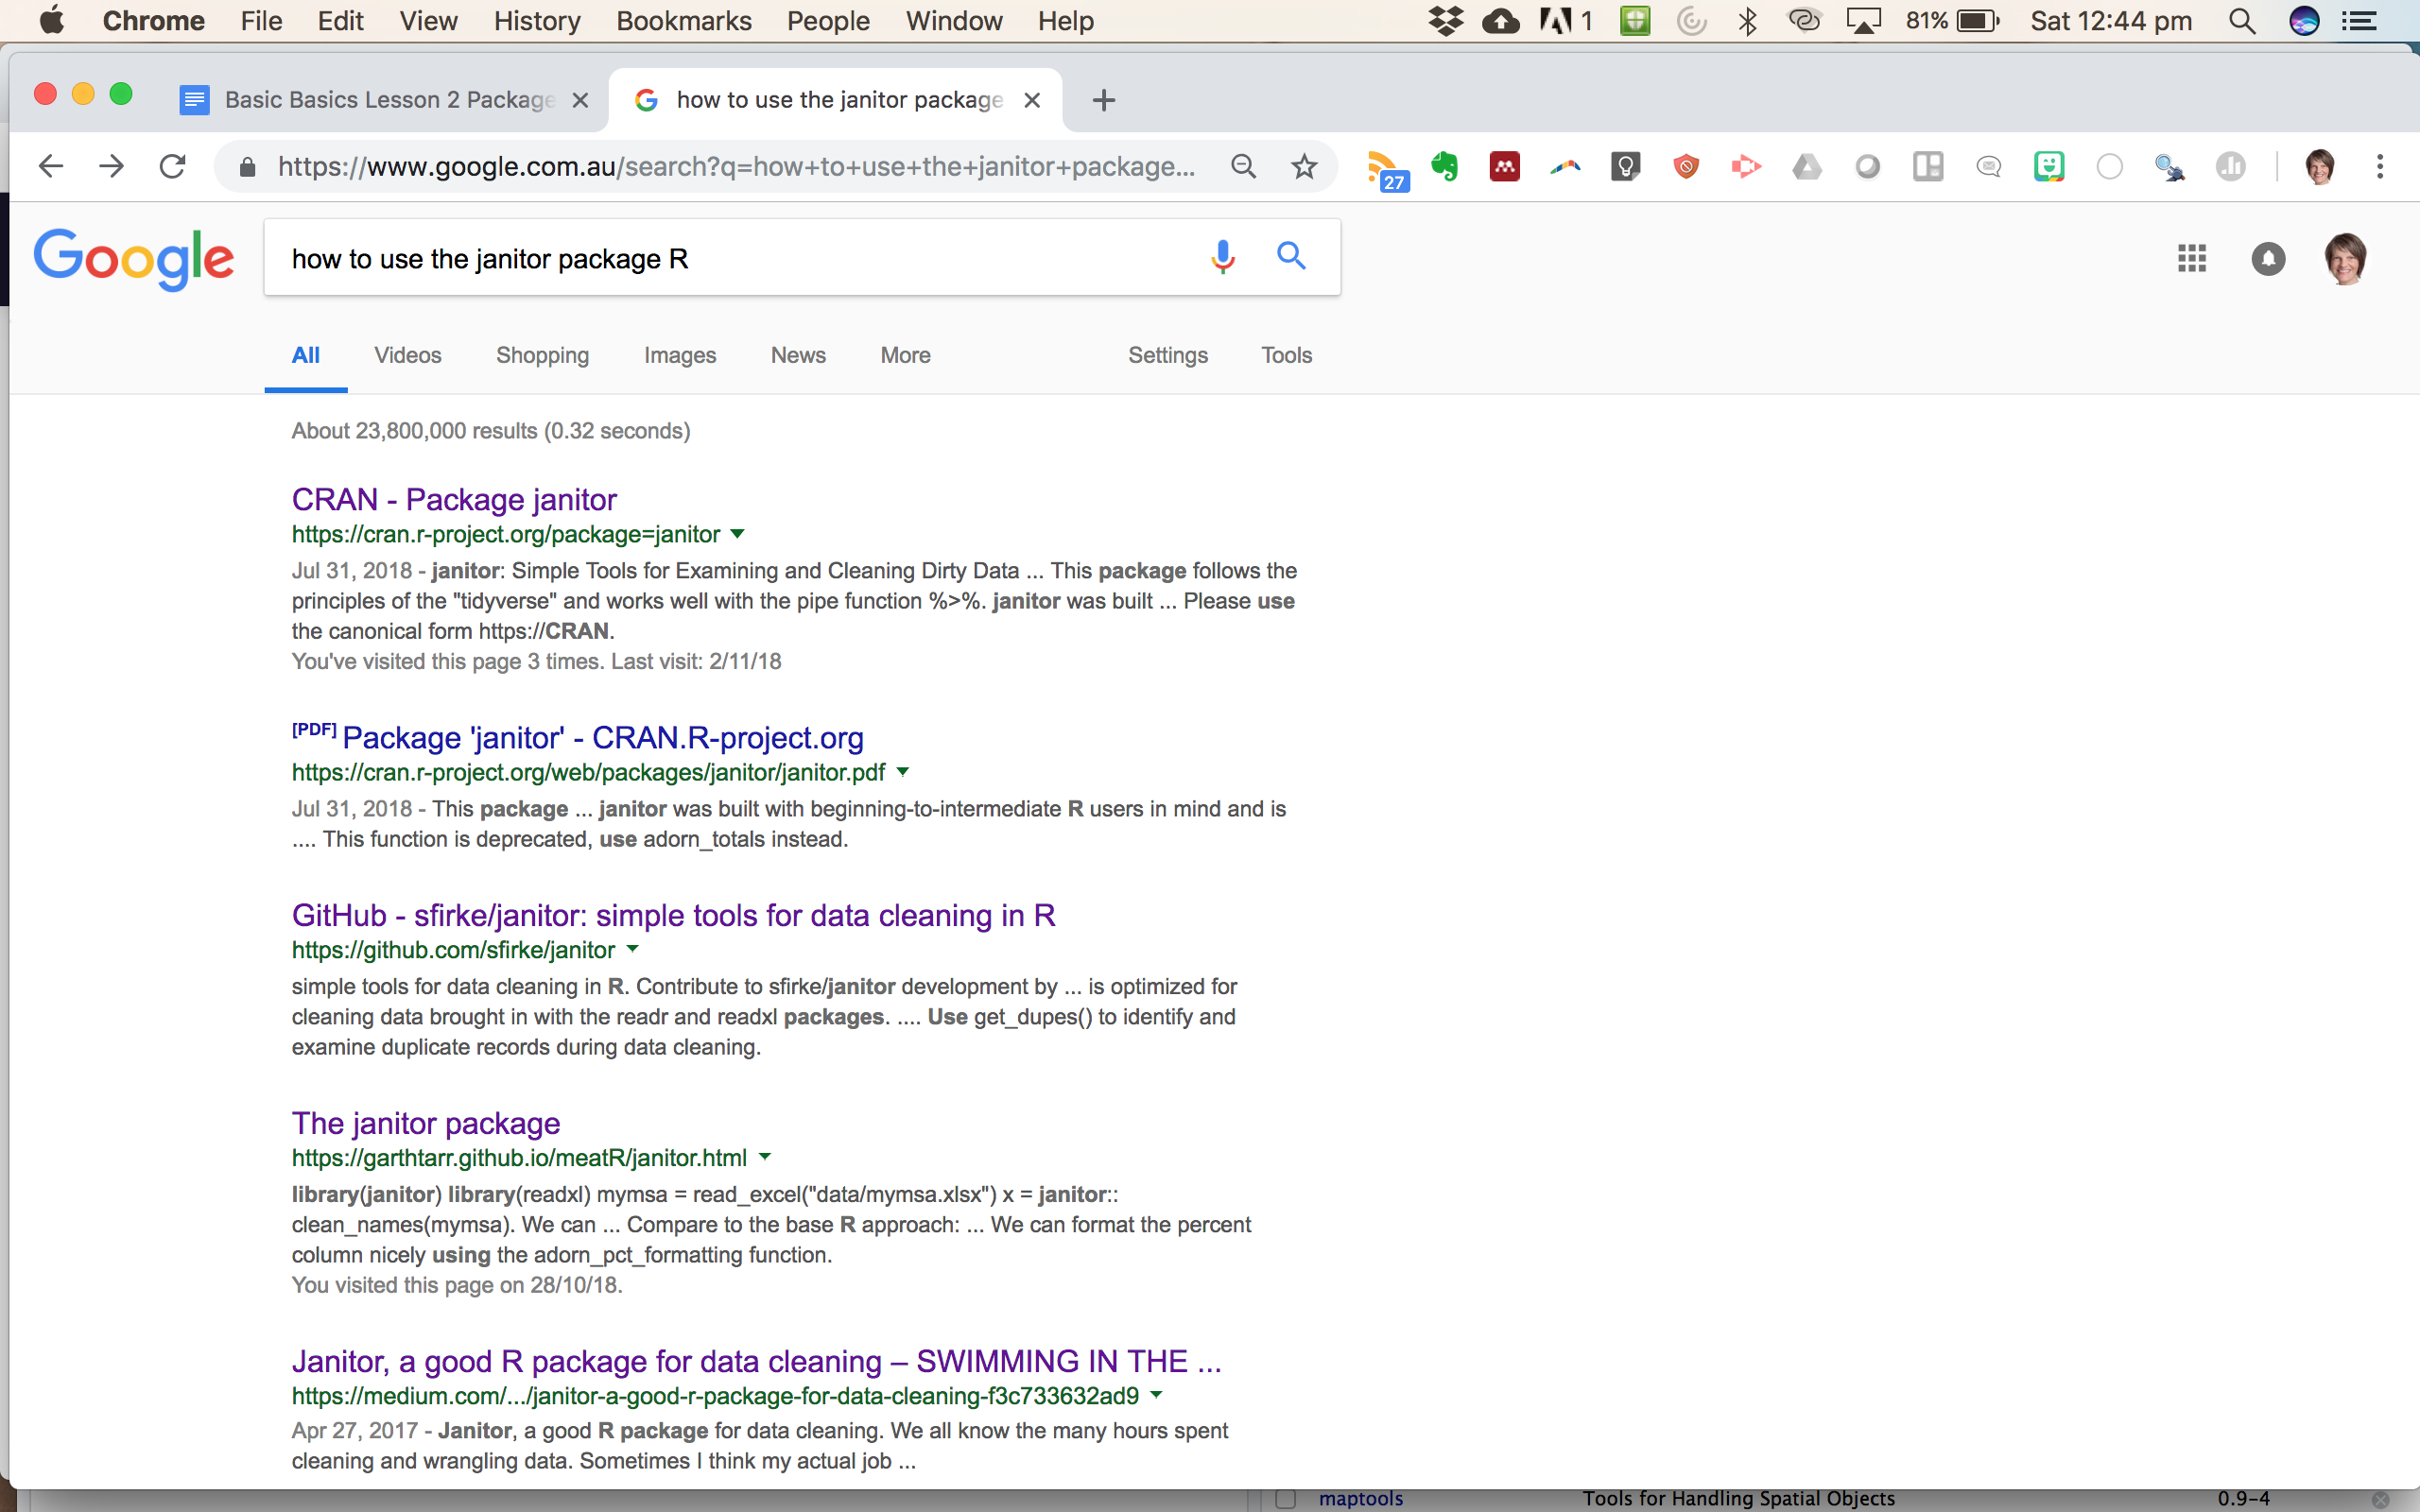 Chrome File Edit View History Bookmarks People Window Help 1 81% Sat 12:44 pm
Basic Basics Lesson 2 Package how to use the janitor package
https://www.google.com.au/search?q=how+to+use+the+janitor+package... 27
Google how to use the janitor package R
All Videos Shopping Images News More Settings Tools
About 23,800,000 results (0.32 seconds)
CRAN - Package janitor
https://cran.r-project.org/package=janitor
Jul 31, 2018 - janitor: Simple Tools for Examining and Cleaning Dirty Data ... This package follows the
principles of the "tidyverse" and works well with the pipe function %>%. janitor was built ... Please use
the canonical form https://CRAN.
You've visited this page 3 times. Last visit: 2/11/18
[PDF] Package 'janitor' - CRAN.R-project.org
https://cran.r-project.org/web/packages/janitor/janitor.pdf
Jul 31, 2018 - This package ... janitor was built with beginning-to-intermediate R users in mind and is
.... This function is deprecated, use adorn_totals instead.
GitHub - sfirke/janitor: simple tools for data cleaning in R
https://github.com/sfirke/janitor
simple tools for data cleaning in R. Contribute to sfirke/janitor development by ... is optimized for
cleaning data brought in with the readr and readxl packages. .... Use get_dupes() to identify and
examine duplicate records during data cleaning.
The janitor package
https://garthtarr.github.io/meatR/janitor.html
library(janitor) library(readxl) mymsa = read_excel("data/mymsa.xlsx") x = janitor::
clean_names(mymsa). We can ... Compare to the base R approach: ... We can format the percent
column nicely using the adorn_pct_formatting function.
You visited this page on 28/10/18.
Janitor, a good R package for data cleaning – SWIMMING IN THE ...
https://medium.com/.../janitor-a-good-r-package-for-data-cleaning-f3c733632ad9
Apr 27, 2017 - Janitor, a good R package for data cleaning. We all know the many hours spent
cleaning and wrangling data. Sometimes I think my actual job ...
maptools Tools for Handling Spatial Objects 0.9-4